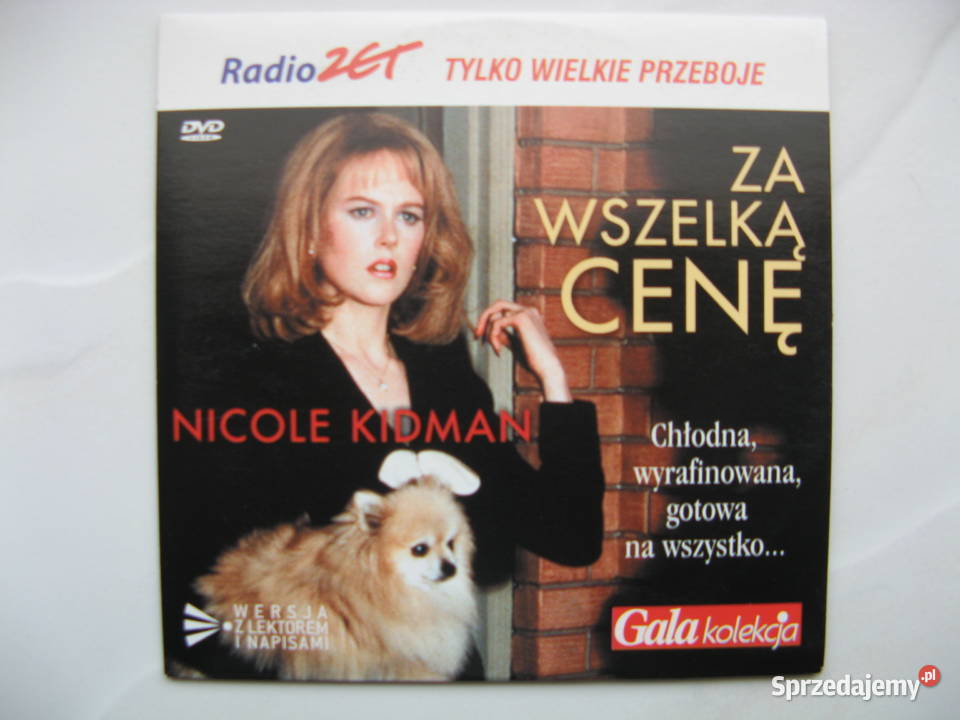 Radio ZET TYLKO WIELKIE PRZEBOJE
DVD
VIDEO
ZA
WSZELKĄ
CENĘ
NICOLE KIDMAN
Chłodna,
wyrafinowana,
gotowa
na wszystko...
WERSJA
Z LEKTOREM
I NAPISAMI
Gala kolekcja
Sprzedajemy.pl